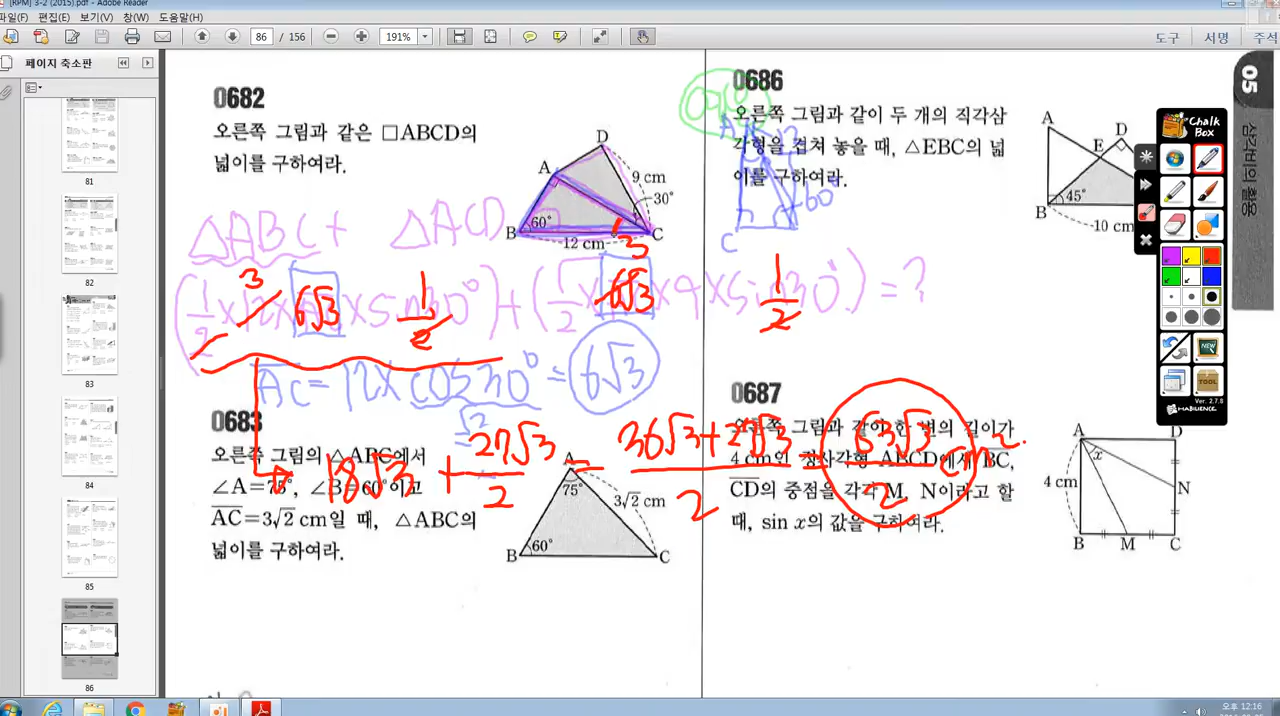 [RPM] 3-2 (2015).pdf - Adobe Reader
파일(F) 편집(E) 보기(V) 창(W) 도움말(H)
86 / 156
191%
도구
서명
주석
페이지 축소판
81
82
83
84
85
86
0682
오른쪽 그림과 같은 □ABCD의
넓이를 구하여라.
D
A
9 cm
30°
60°
B
12 cm
C
△ABC + △ACD
3
6√3
1
2
3
6√3
× 9 ×
1
2
= ?
AC = 12 × cos 30° = 6√3
18√3 + 27√3
2
= 36√3 + 27√3
2
= 63√3
2
cm²
0683
오른쪽 그림의 △ABC에서
∠A=75°, ∠B=60°이고
AC=3√2 cm일 때, △ABC의
넓이를 구하여라.
A
75°
3√2 cm
60°
B
C
0686
오른쪽 그림과 같이 두 개의 직각삼
각형을 겹쳐 놓을 때, △EBC의 넓
이를 구하여라.
A
C
60°
A
D
E
45°
B
10 cm
0687
오른쪽 그림과 같이 한 변의 길이가
4 cm인 정사각형 ABCD에서 BC,
CD의 중점을 각각 M, N이라고 할
때, sin x의 값을 구하여라.
A
D
x
4 cm
N
B
M
C
05
삼각비의 활용
Chalk
Box
NEW
TOOL
Ver. 2.7.8
HABLIENCE
오후 12:16